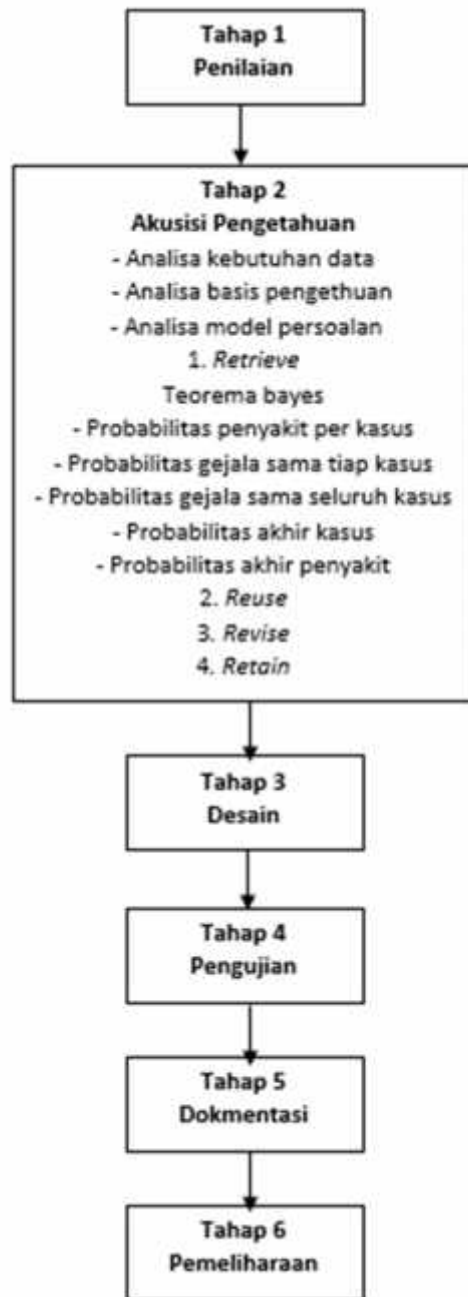 Tahap 1
Penilaian
Tahap 2
Akusisi Pengetahuan
- Analisa kebutuhan data
- Analisa basis pengethuan
- Analisa model persoalan
1. Retrieve
Teorema bayes
- Probabilitas penyakit per kasus
- Probabilitas gejala sama tiap kasus
- Probabilitas gejala sama seluruh kasus
- Probabilitas akhir kasus
- Probabilitas akhir penyakit
2. Reuse
3. Revise
4. Retain
Tahap 3
Desain
Tahap 4
Pengujian
Tahap 5
Dokmentasi
Tahap 6
Pemeliharaan